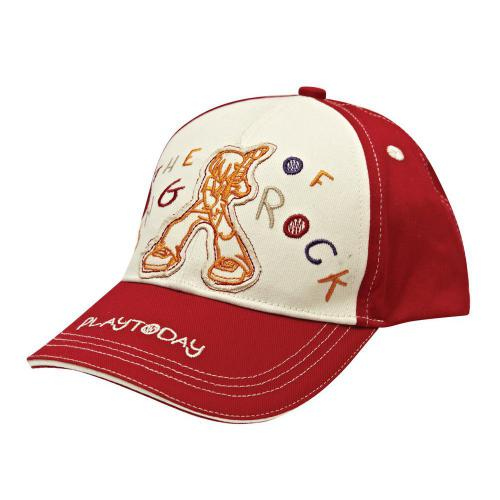 THE OF
G ROCK
PLAYTODAY